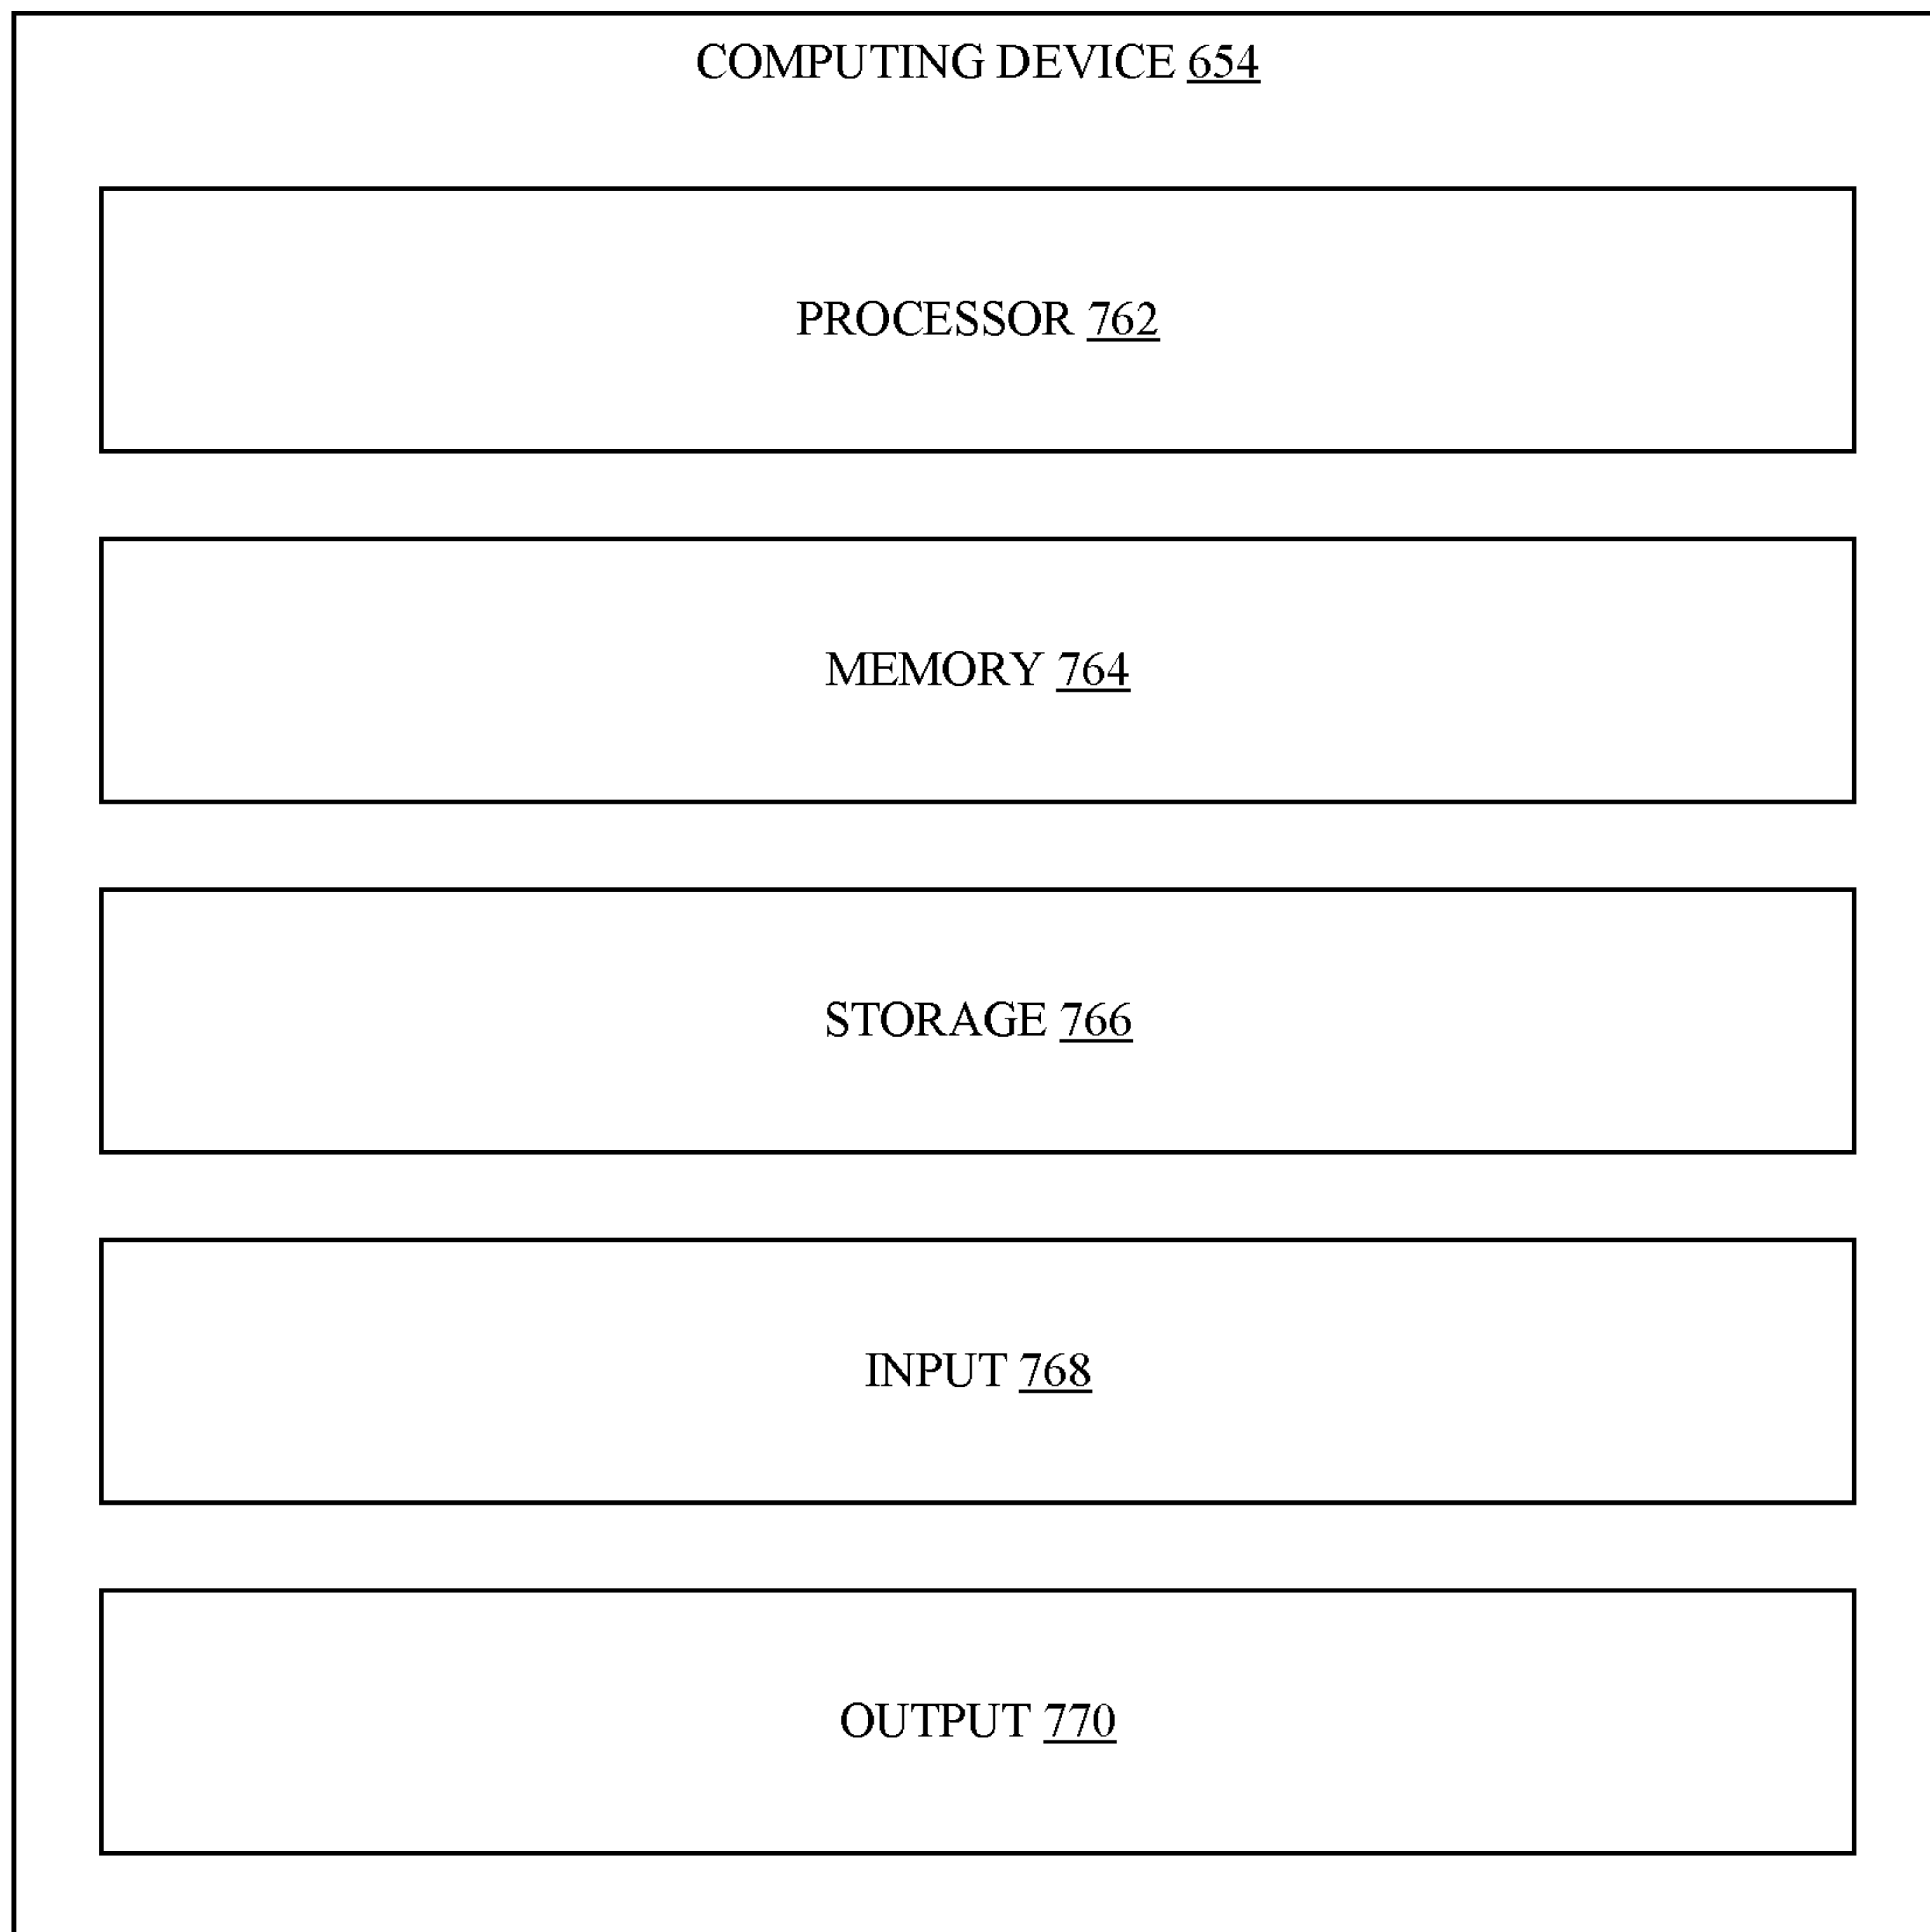 COMPUTING DEVICE 654
PROCESSOR 762
MEMORY 764
STORAGE 766
INPUT 768
OUTPUT 770